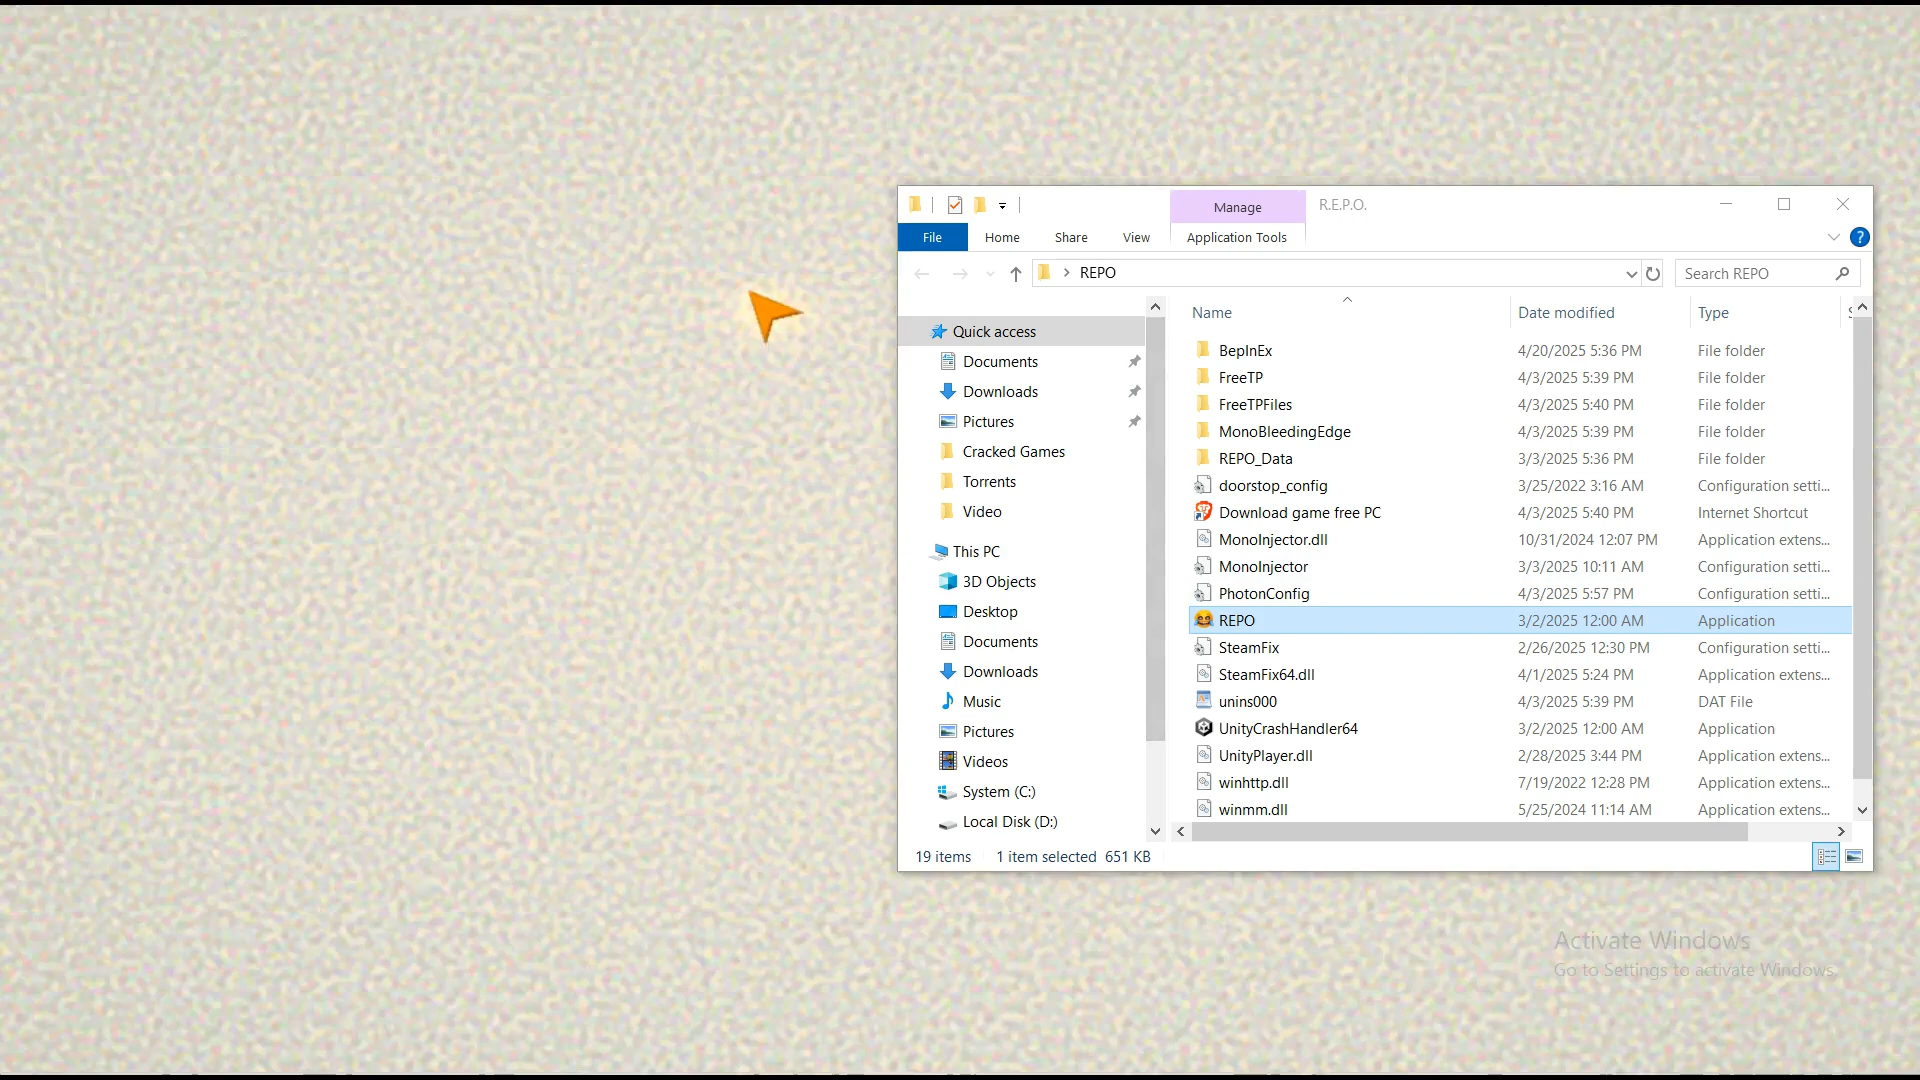 Manage
R.E.P.O.
File
Home
Share
View
Application Tools
?
REPO
Search REPO
Name
Date modified
Type
Quick access
Documents
Downloads
Pictures
Cracked Games
Torrents
Video
This PC
3D Objects
Desktop
Documents
Downloads
Music
Pictures
Videos
System (C:)
Local Disk (D:)
BepInEx 4/20/2025 5:36 PM File folder
FreeTP 4/3/2025 5:39 PM File folder
FreeTPFiles 4/3/2025 5:40 PM File folder
MonoBleedingEdge 4/3/2025 5:39 PM File folder
REPO_Data 3/3/2025 5:36 PM File folder
doorstop_config 3/25/2022 3:16 AM Configuration setti...
Download game free PC 4/3/2025 5:40 PM Internet Shortcut
MonoInjector.dll 10/31/2024 12:07 PM Application extens...
MonoInjector 3/3/2025 10:11 AM Configuration setti...
PhotonConfig 4/3/2025 5:57 PM Configuration setti...
REPO 3/2/2025 12:00 AM Application
SteamFix 2/26/2025 12:30 PM Configuration setti...
SteamFix64.dll 4/1/2025 5:24 PM Application extens...
unins000 4/3/2025 5:39 PM DAT File
UnityCrashHandler64 3/2/2025 12:00 AM Application
UnityPlayer.dll 2/28/2025 3:44 PM Application extens...
winhttp.dll 7/19/2022 12:28 PM Application extens...
winmm.dll 5/25/2024 11:14 AM Application extens...
19 items 1 item selected 651 KB
Activate Windows
Go to Settings to activate Windows.